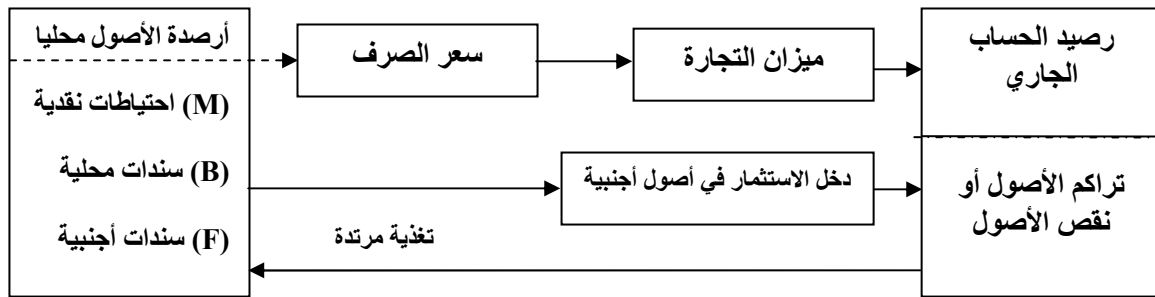 أرصدة الأصول محليا
(M) احتياطات نقدية
(B) سندات محلية
(F) سندات أجنبية
سعر الصرف
ميزان التجارة
رصيد الحساب
الجاري
دخل الاستثمار في أصول أجنبية
تراكم الأصول أو
نقص الأصول
تغذية مرتدة